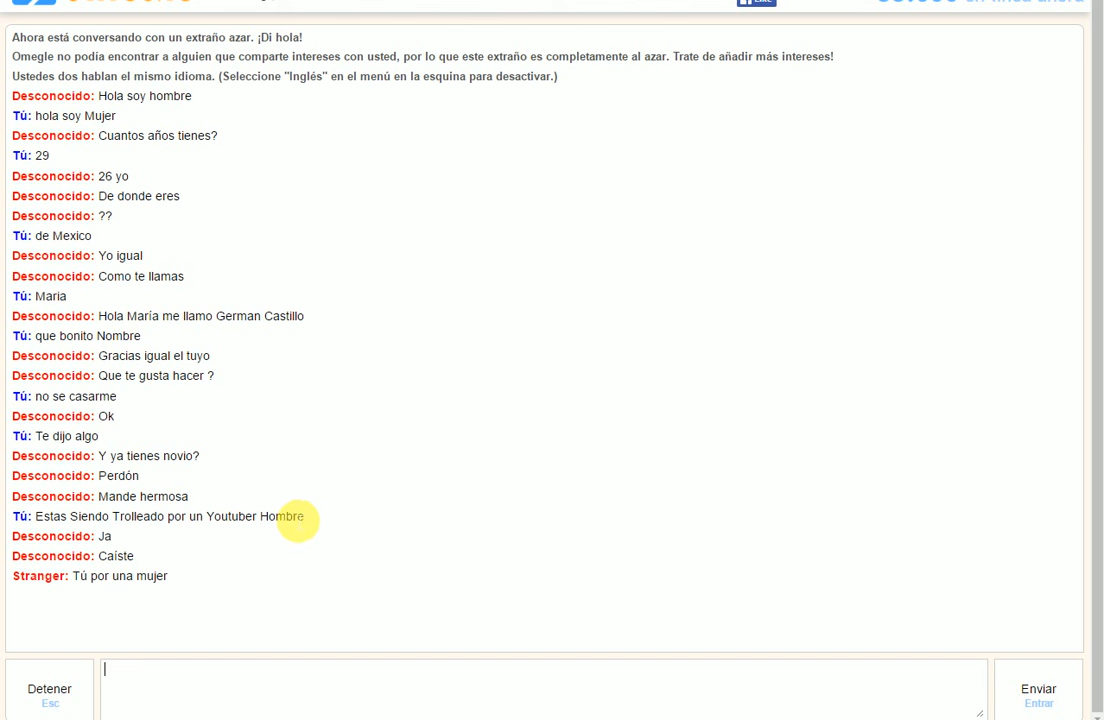 Ahora está conversando con un extraño azar. ¡Di hola!
Omegle no podía encontrar a alguien que comparte intereses con usted, por lo que este extraño es completamente al azar. Trate de añadir más intereses!
Ustedes dos hablan el mismo idioma. (Seleccione "Inglés" en el menú en la esquina para desactivar.)
Desconocido: Hola soy hombre
Tú: hola soy Mujer
Desconocido: Cuantos años tienes?
Tú: 29
Desconocido: 26 yo
Desconocido: De donde eres
Desconocido: ??
Tú: de Mexico
Desconocido: Yo igual
Desconocido: Como te llamas
Tú: Maria
Desconocido: Hola María me llamo German Castillo
Tú: que bonito Nombre
Desconocido: Gracias igual el tuyo
Desconocido: Que te gusta hacer ?
Tú: no se casarme
Desconocido: Ok
Tú: Te dijo algo
Desconocido: Y ya tienes novio?
Desconocido: Perdón
Desconocido: Mande hermosa
Tú: Estas Siendo Trolleado por un Youtuber Hombre
Desconocido: Ja
Desconocido: Caíste
Stranger: Tú por una mujer
Detener
Esc
Enviar
Entrar